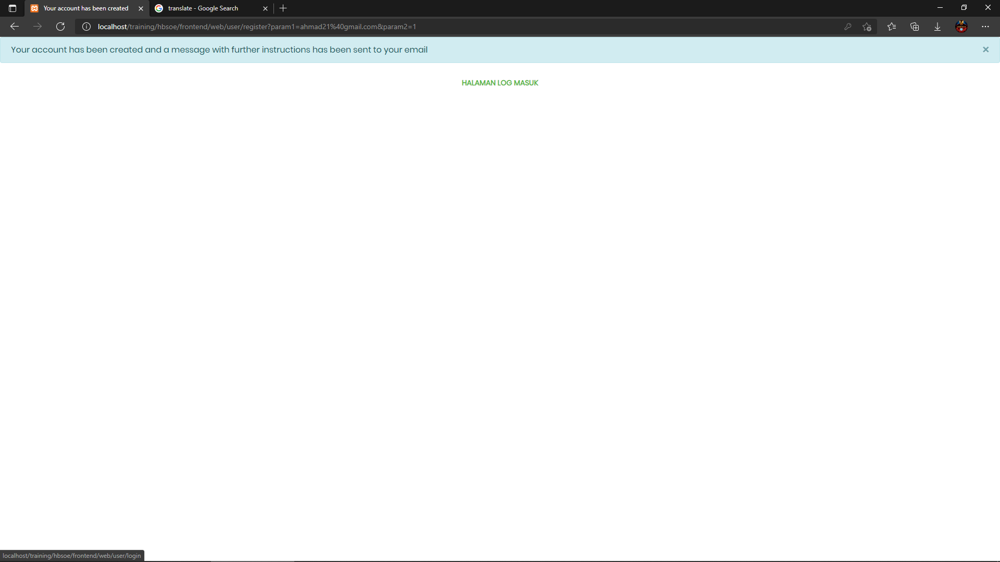 Your account has been created
translate - Google Search
localhost/training/hbsoe/frontend/web/user/register?param1=ahmad21%40gmail.com&param2=1
Your account has been created and a message with further instructions has been sent to your email
×
HALAMAN LOG MASUK
localhost/training/hbsoe/frontend/web/user/login